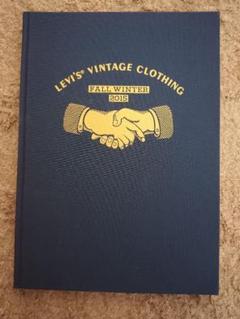 LEVI'S® VINTAGE CLOTHING
FALL WINTER
2015